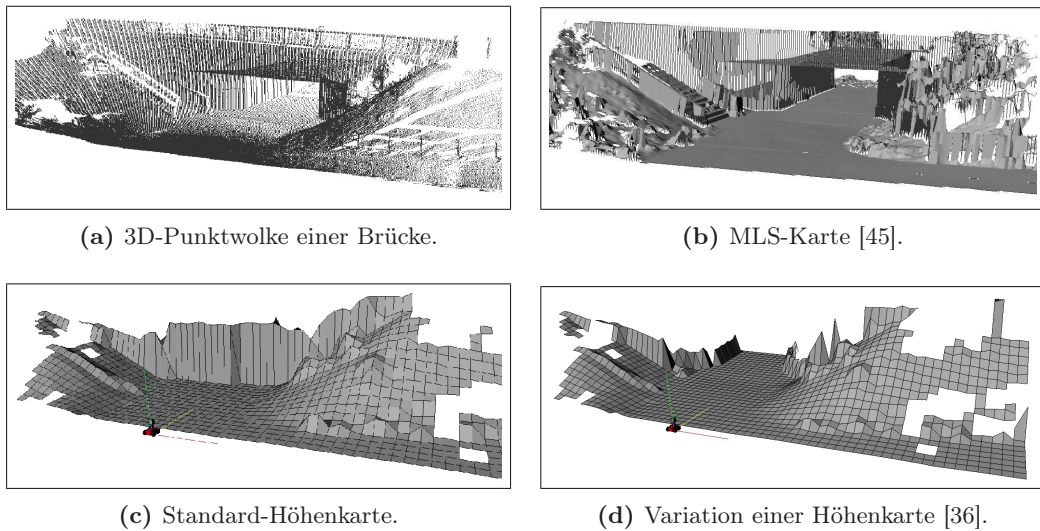 (a) 3D-Punktwolke einer Brücke.
(b) MLS-Karte [45].
(c) Standard-Höhenkarte.
(d) Variation einer Höhenkarte [36].